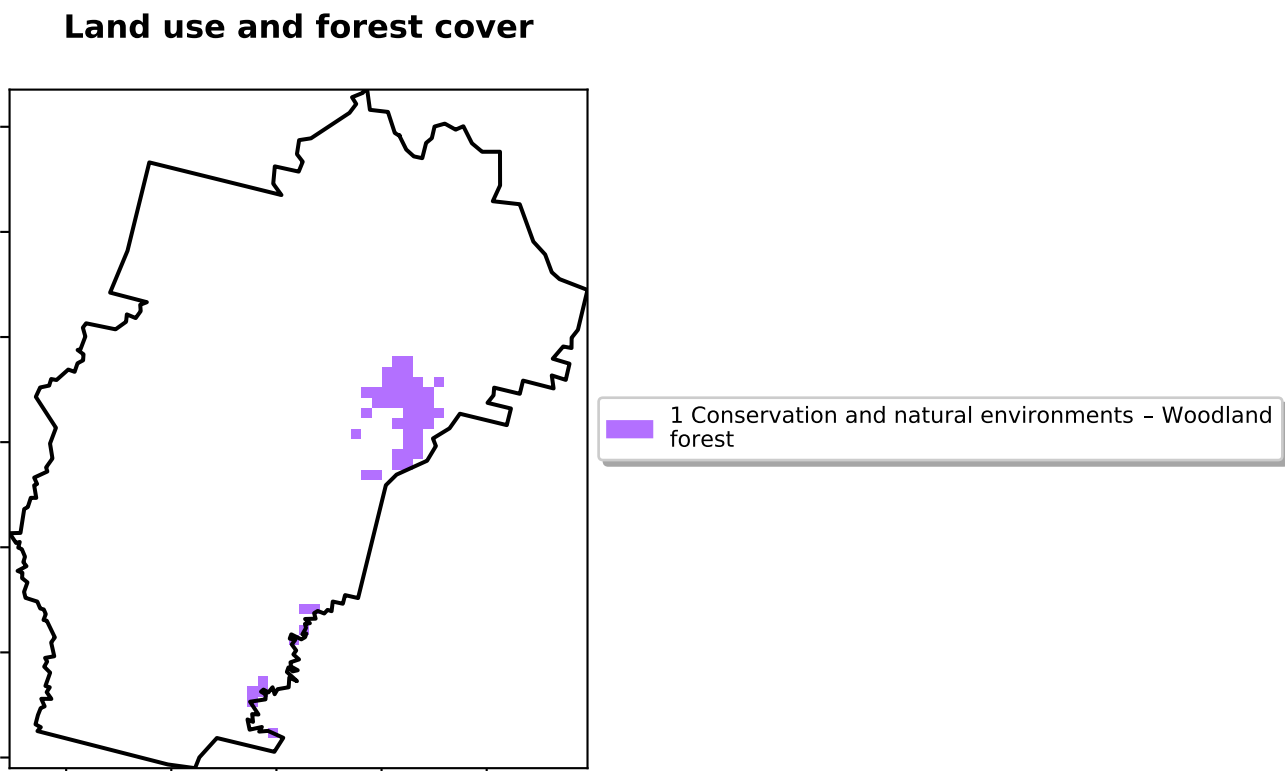 Land use and forest cover
1 Conservation and natural environments – Woodland
forest